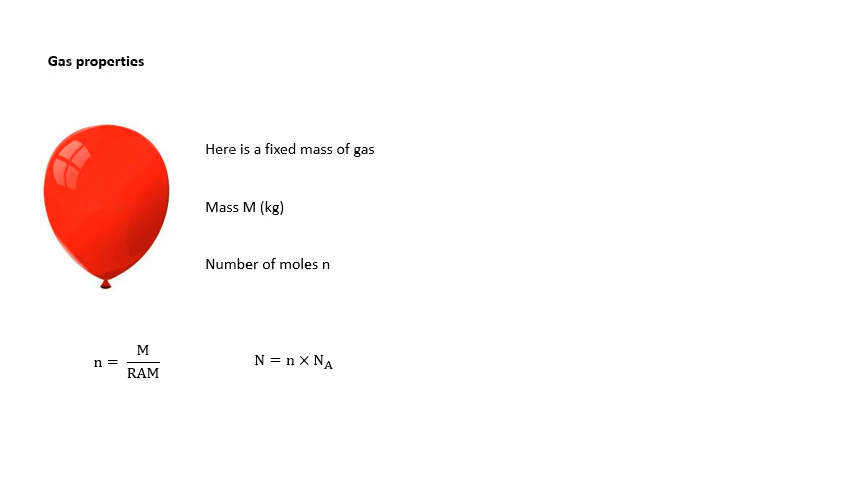 Gas properties
Here is a fixed mass of gas
Mass M (kg)
Number of moles n
n = M / RAM
N = n × N_A